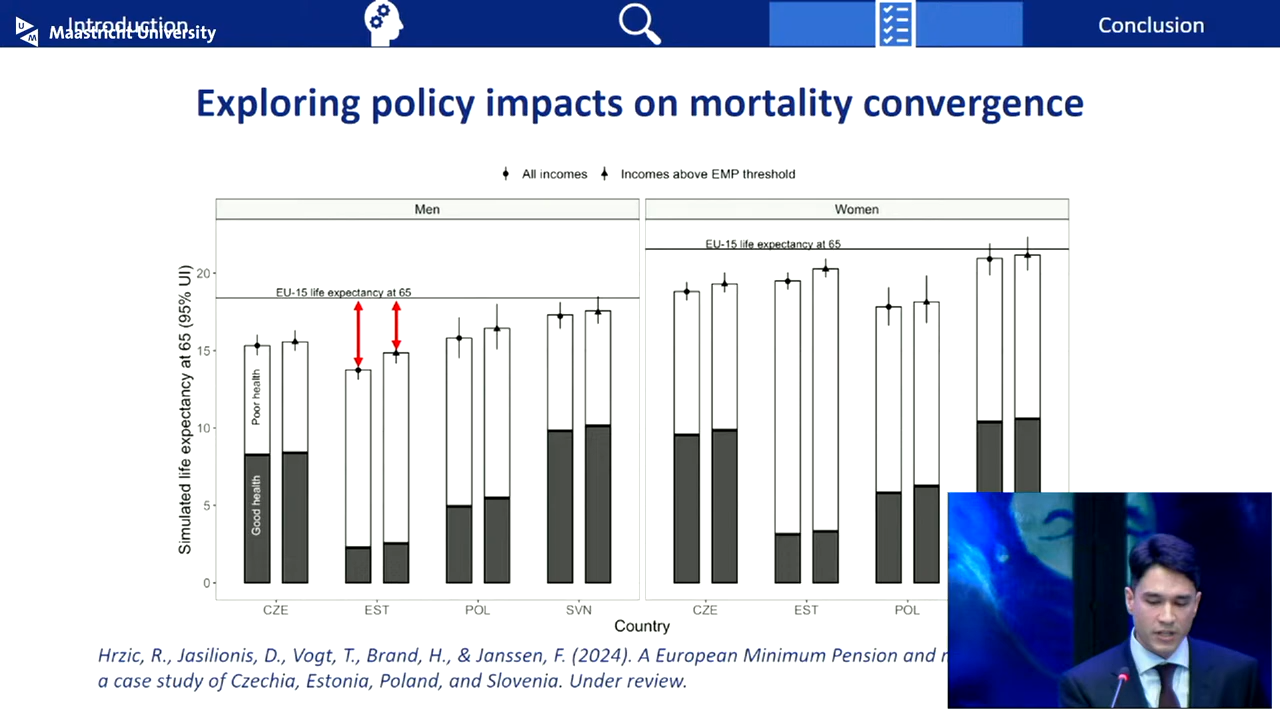 Introduction
Maastricht University
Conclusion
Exploring policy impacts on mortality convergence
All incomes
Incomes above EMP threshold
Men
Women
EU-15 life expectancy at 65
EU-15 life expectancy at 65
Simulated life expectancy at 65 (95% UI)
20
15
10
5
0
Poor health
Good health
CZE
EST
POL
SVN
CZE
EST
POL
Country
Hrzic, R., Jasilionis, D., Vogt, T., Brand, H., & Janssen, F. (2024). A European Minimum Pension and
a case study of Czechia, Estonia, Poland, and Slovenia. Under review.